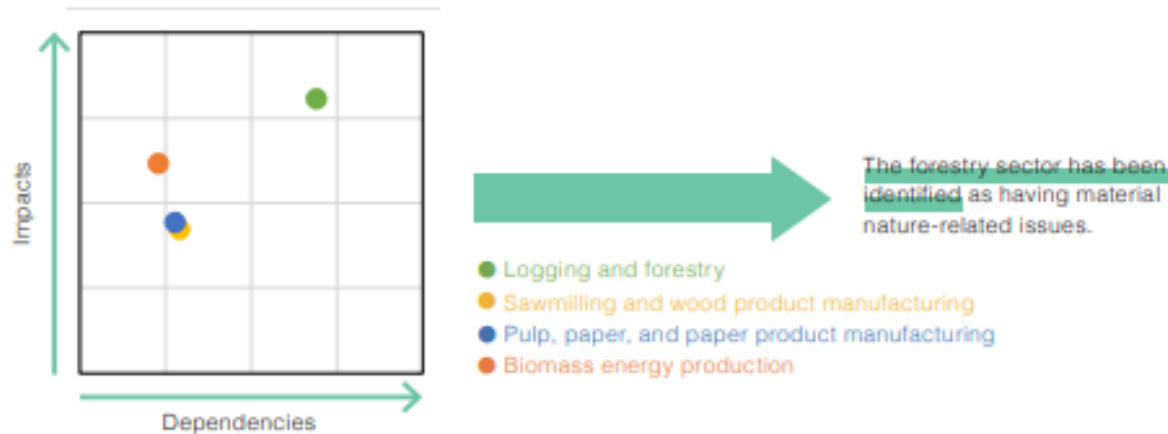 Impacts
Dependencies
The forestry sector has been
identified as having material
nature-related issues.
Logging and forestry
Sawmilling and wood product manufacturing
Pulp, paper, and paper product manufacturing
Biomass energy production